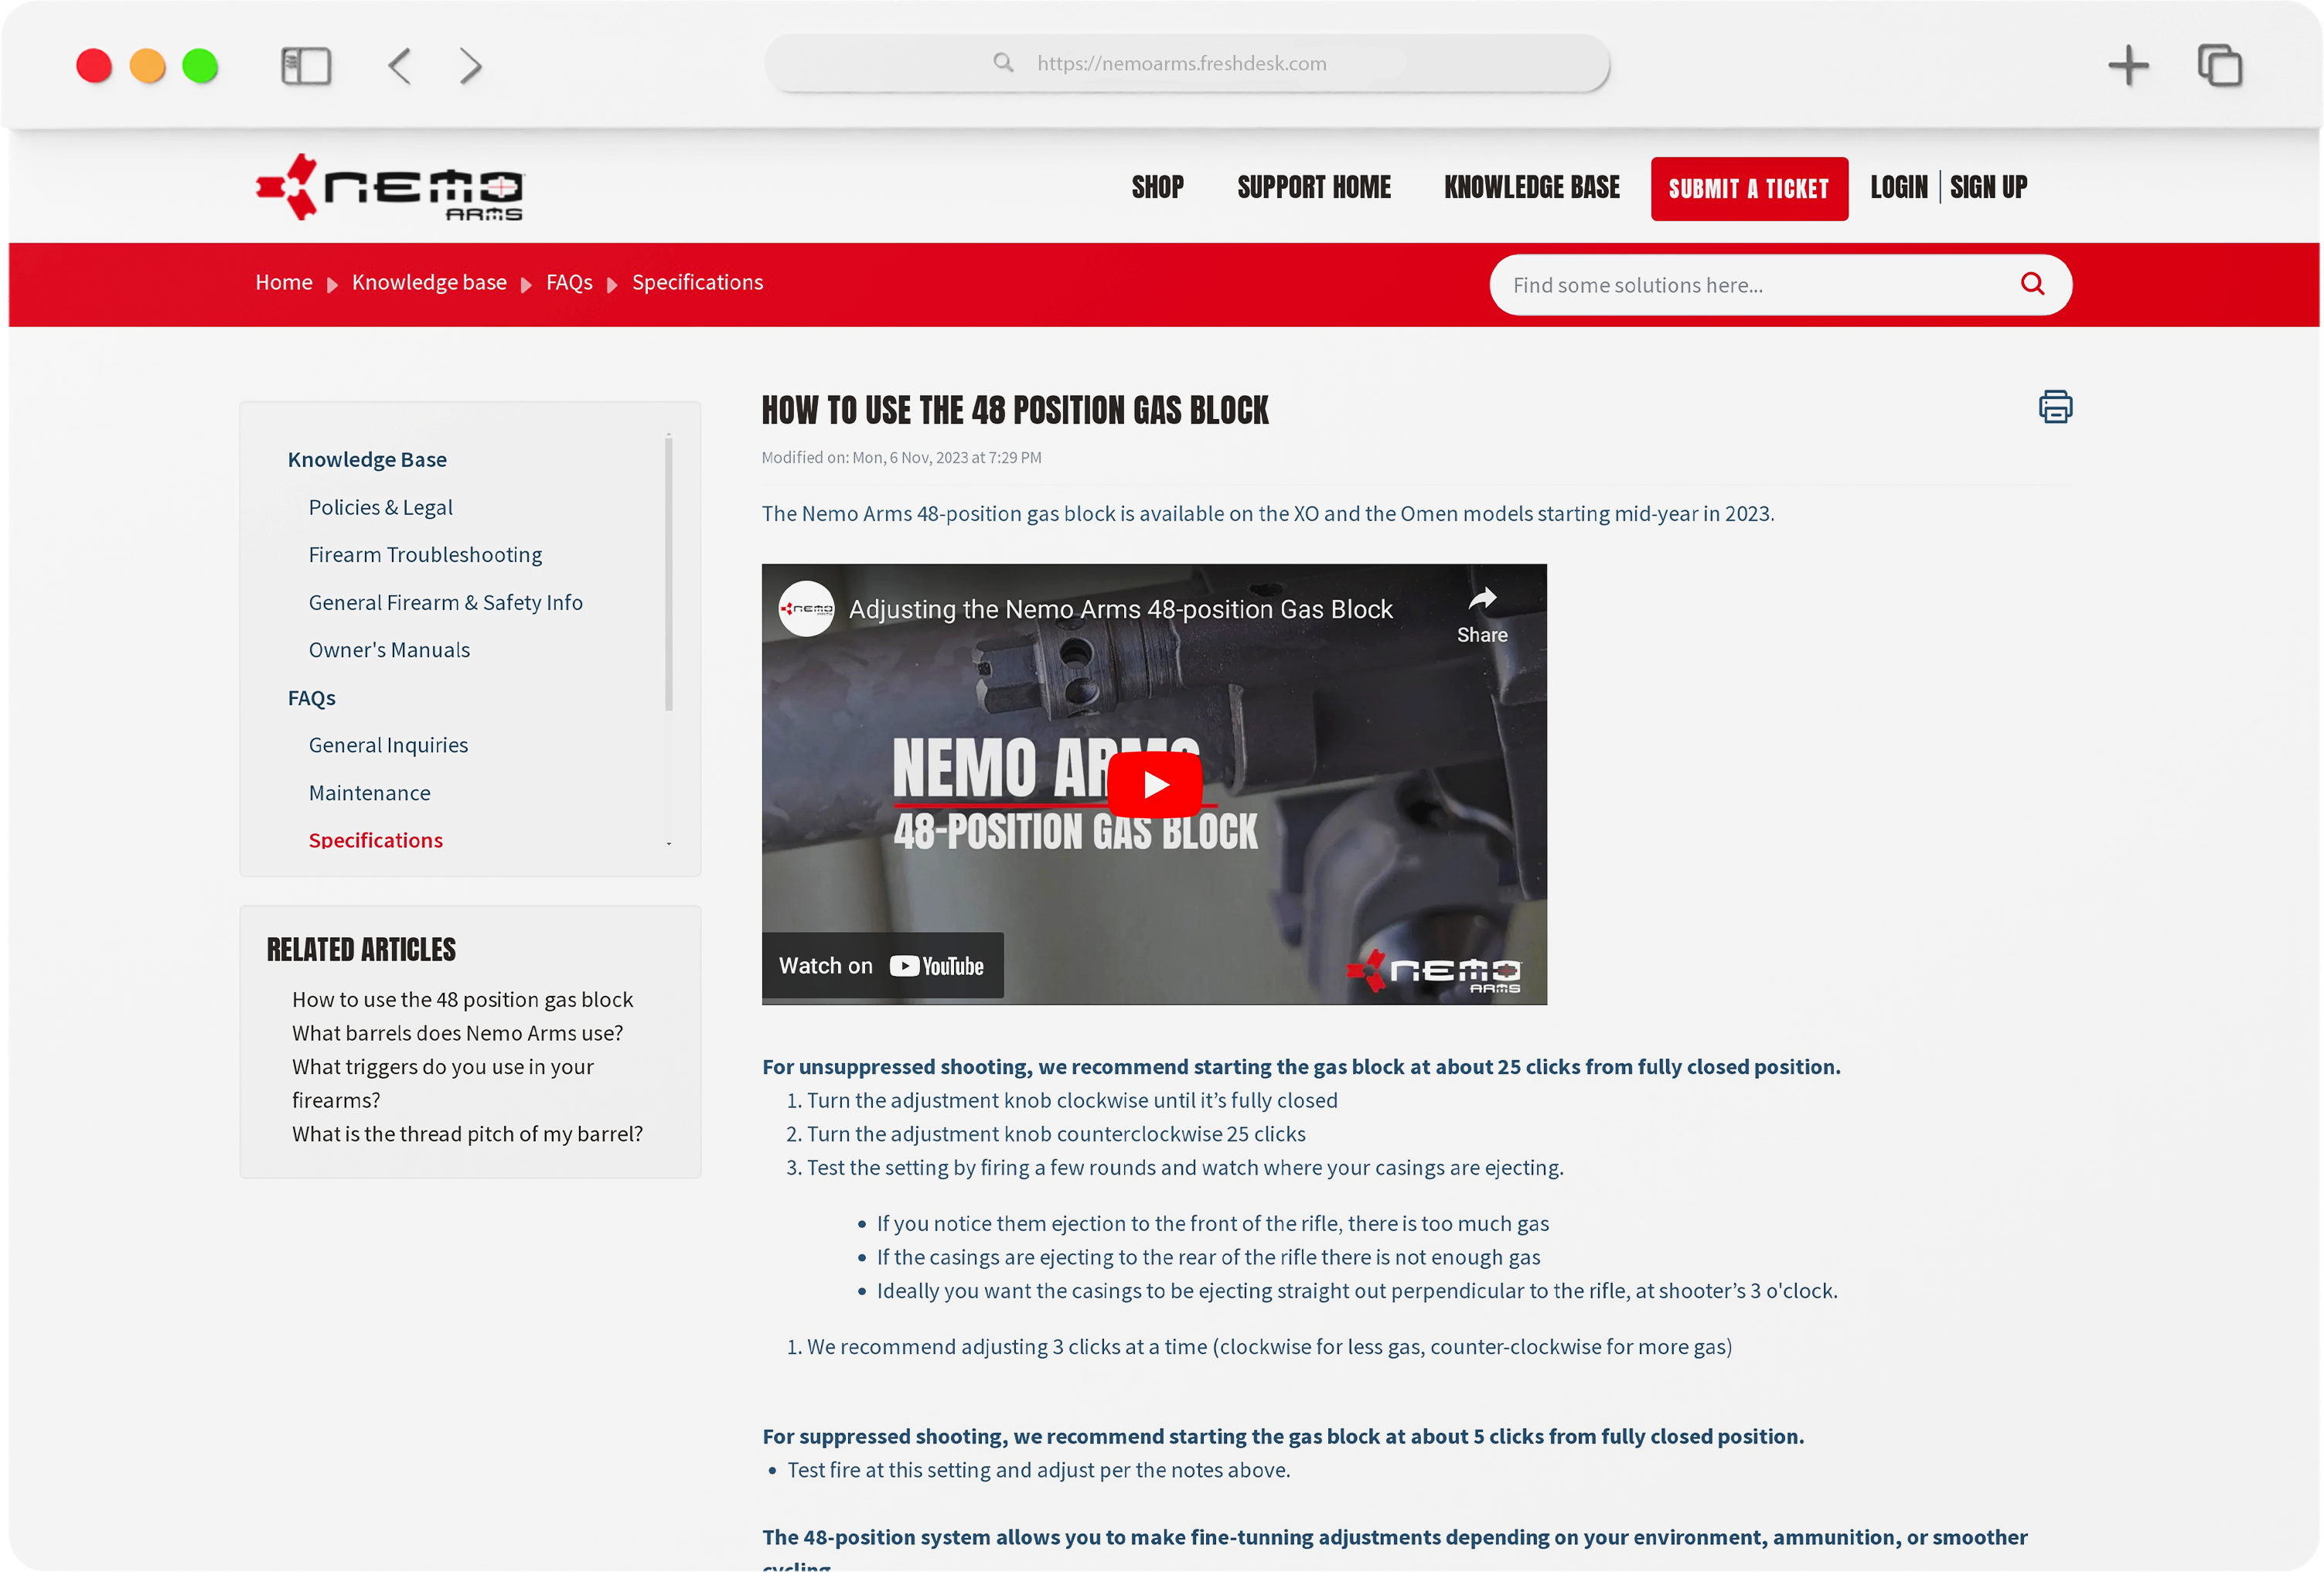 https://nemoarms.freshdesk.com
NEMO
ARMS
SHOP
SUPPORT HOME
KNOWLEDGE BASE
SUBMIT A TICKET
LOGIN
SIGN UP
Home
Knowledge base
FAQs
Specifications
Find some solutions here...
Knowledge Base
Policies & Legal
Firearm Troubleshooting
General Firearm & Safety Info
Owner's Manuals
FAQs
General Inquiries
Maintenance
Specifications
RELATED ARTICLES
How to use the 48 position gas block
What barrels does Nemo Arms use?
What triggers do you use in your
firearms?
What is the thread pitch of my barrel?
HOW TO USE THE 48 POSITION GAS BLOCK
Modified on: Mon, 6 Nov, 2023 at 7:29 PM
The Nemo Arms 48-position gas block is available on the XO and the Omen models starting mid-year in 2023.
NEMO
Adjusting the Nemo Arms 48-position Gas Block
Share
NEMO ARMS
48-POSITION GAS BLOCK
Watch on YouTube
NEMO
ARMS
For unsuppressed shooting, we recommend starting the gas block at about 25 clicks from fully closed position.
1. Turn the adjustment knob clockwise until it’s fully closed
2. Turn the adjustment knob counterclockwise 25 clicks
3. Test the setting by firing a few rounds and watch where your casings are ejecting.
• If you notice them ejection to the front of the rifle, there is too much gas
• If the casings are ejecting to the rear of the rifle there is not enough gas
• Ideally you want the casings to be ejecting straight out perpendicular to the rifle, at shooter’s 3 o'clock.
1. We recommend adjusting 3 clicks at a time (clockwise for less gas, counter-clockwise for more gas)
For suppressed shooting, we recommend starting the gas block at about 5 clicks from fully closed position.
• Test fire at this setting and adjust per the notes above.
The 48-position system allows you to make fine-tunning adjustments depending on your environment, ammunition, or smoother
cycling